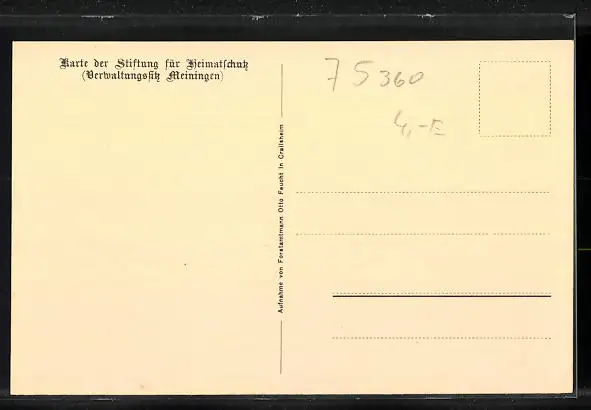 Karte der Stiftung für Heimatschutz
(Verwaltungssitz Meiningen)
75360
4,-E
Aufnahme von Forstamtmann Otto Feucht in Crailsheim